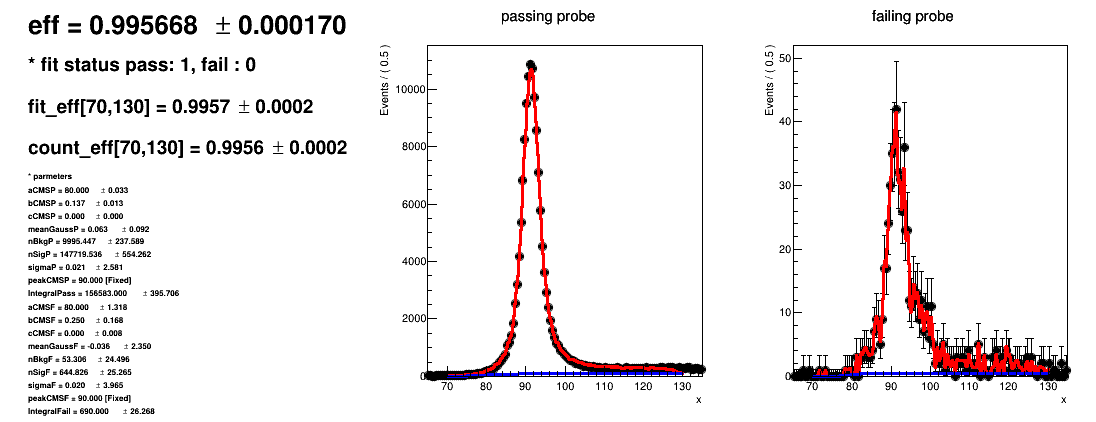 eff = 0.995668 ± 0.000170
* fit status pass: 1, fail : 0
fit_eff[70,130] = 0.9957 ± 0.0002
count_eff[70,130] = 0.9956 ± 0.0002
* parmeters
aCMSP = 80.000 ± 0.033
bCMSP = 0.137 ± 0.013
cCMSP = 0.000 ± 0.000
meanGaussP = 0.063 ± 0.092
nBkgP = 9995.447 ± 237.589
nSigP = 147719.536 ± 554.262
sigmaP = 0.021 ± 2.581
peakCMSP = 90.000 [Fixed]
IntegralPass = 156583.000 ± 395.706
aCMSF = 80.000 ± 1.318
bCMSF = 0.250 ± 0.168
cCMSF = 0.000 ± 0.008
meanGaussF = -0.036 ± 2.350
nBkgF = 53.306 ± 24.496
nSigF = 644.826 ± 25.265
sigmaF = 0.020 ± 3.965
peakCMSF = 90.000 [Fixed]
IntegralFail = 690.000 ± 26.268
passing probe
Events / ( 0.5 )
10000
8000
6000
4000
2000
0
70 80 90 100 110 120 130
x
failing probe
Events / ( 0.5 )
50
40
30
20
10
0
70 80 90 100 110 120 130
x